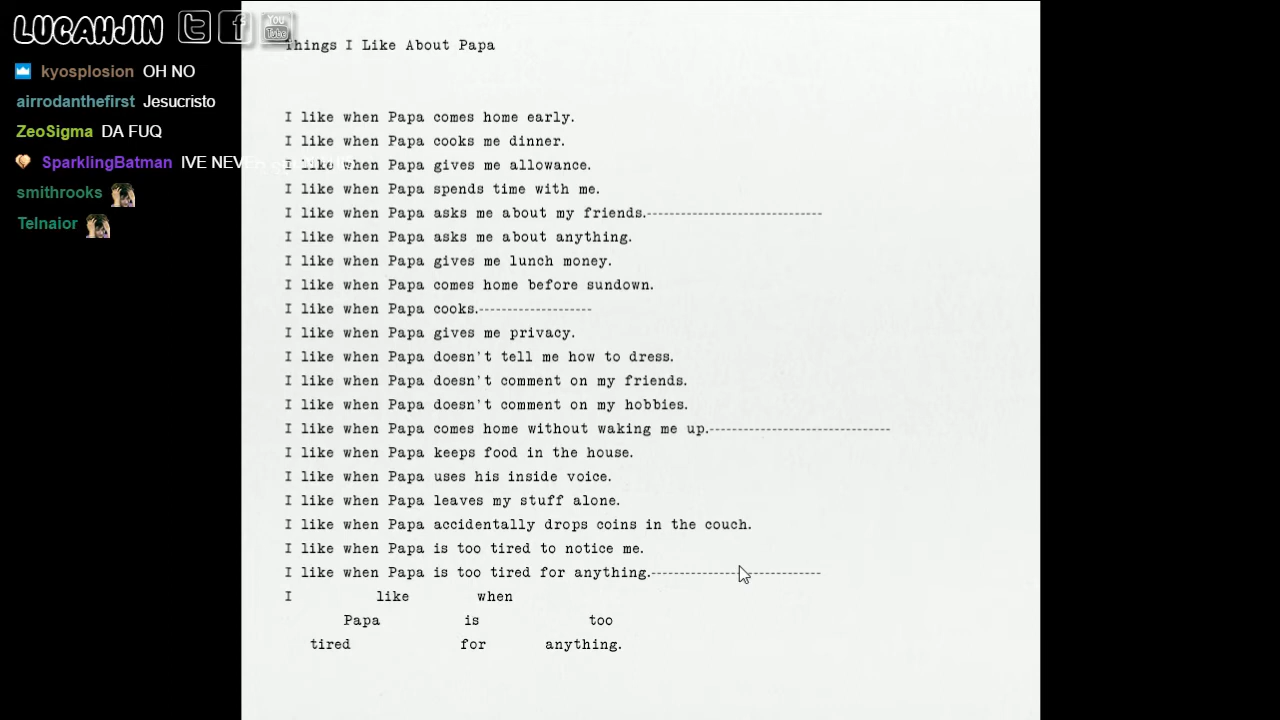 LUCAHJIN
YOU
Tube
Things I Like About Papa
kyosplosion OH NO
airrodanthefirst Jesucristo
ZeoSigma DA FUQ
SparklingBatman IVE NEVER
smithrooks
Telnaior
I like when Papa comes home early.
I like when Papa cooks me dinner.
I like when Papa gives me allowance.
I like when Papa spends time with me.
I like when Papa asks me about my friends.-----------------------------
I like when Papa asks me about anything.
I like when Papa gives me lunch money.
I like when Papa comes home before sundown.
I like when Papa cooks.-------------------
I like when Papa gives me privacy.
I like when Papa doesn't tell me how to dress.
I like when Papa doesn't comment on my friends.
I like when Papa doesn't comment on my hobbies.
I like when Papa comes home without waking me up.------------------------------
I like when Papa keeps food in the house.
I like when Papa uses his inside voice.
I like when Papa leaves my stuff alone.
I like when Papa accidentally drops coins in the couch.
I like when Papa is too tired to notice me.
I like when Papa is too tired for anything.----------------------------
I like when
Papa is too
tired for anything.